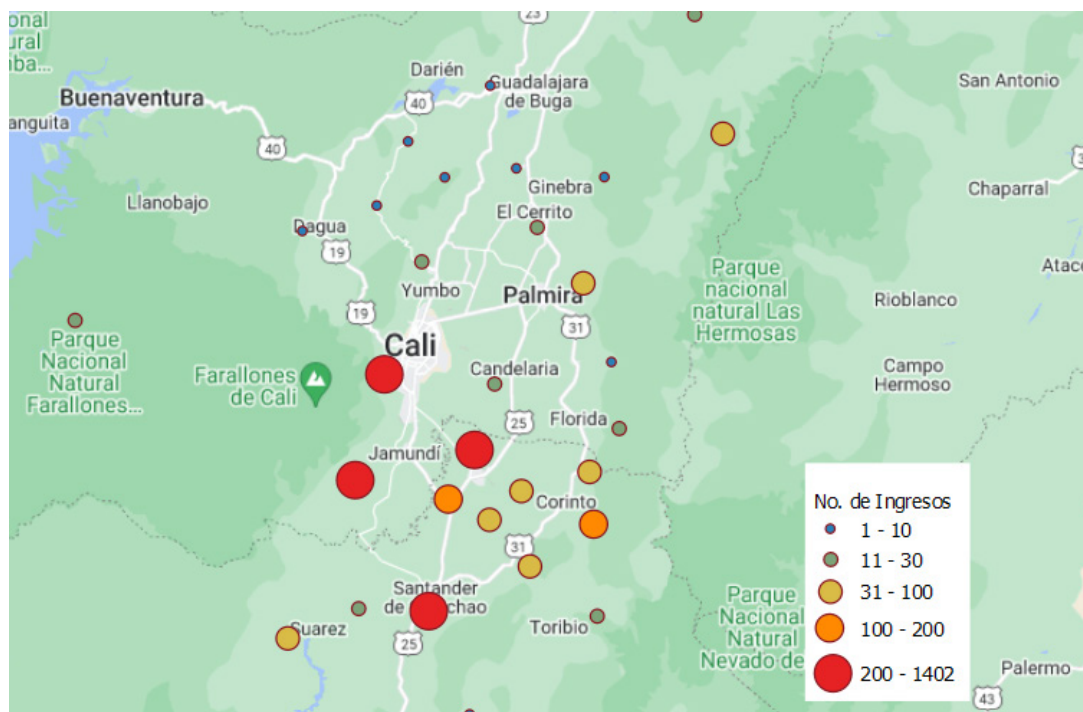 onal
ural
ba...
23
Darién
Guadalajara
de Buga
40
San Antonio
Buenaventura
anguita
40
3
Llanobajo
Ginebra
Chaparral
El Cerrito
Dagua
19
Parque
nacional
natural Las
Hermosas
Ataco
Yumbo
Palmira
Rioblanco
19
31
Parque
Nacional
Natural
Farallones...
Cali
Farallones
de Cali
Candelaria
Campo
Hermoso
25
Florida
Jamundí
Corinto
No. de Ingresos
1 - 10
11 - 30
31 - 100
100 - 200
200 - 1402
31
Santander
de
chao
Suarez
Toribio
25
Parque
Nacional
Natural
Nevado de
Palermo
43